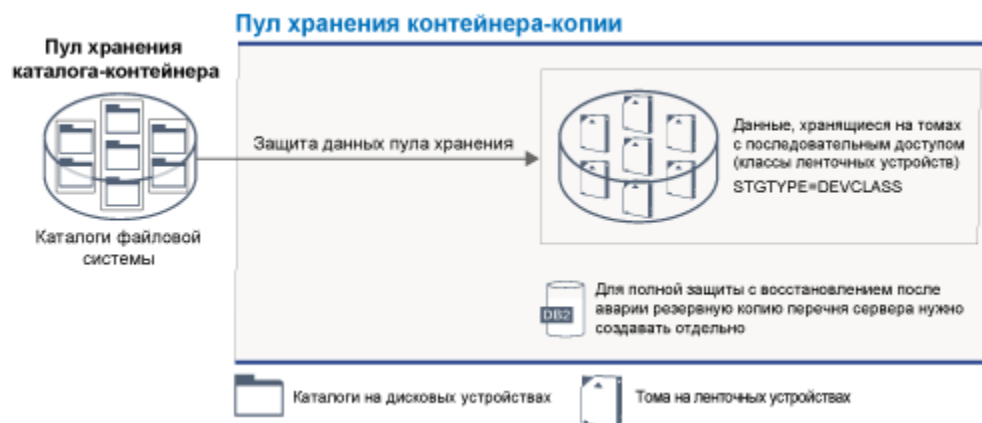 Пул хранения контейнера-копии
Пул хранения
каталога-контейнера
Каталоги файловой
системы
Защита данных пула хранения
Данные, хранящиеся на томах
с последовательным доступом
(классы ленточных устройств)
STGTYPE=DEVCLASS
DB2
Для полной защиты с восстановлением после
аварии резервную копию перечня сервера нужно
создавать отдельно
Каталоги на дисковых устройствах
Тома на ленточных устройствах